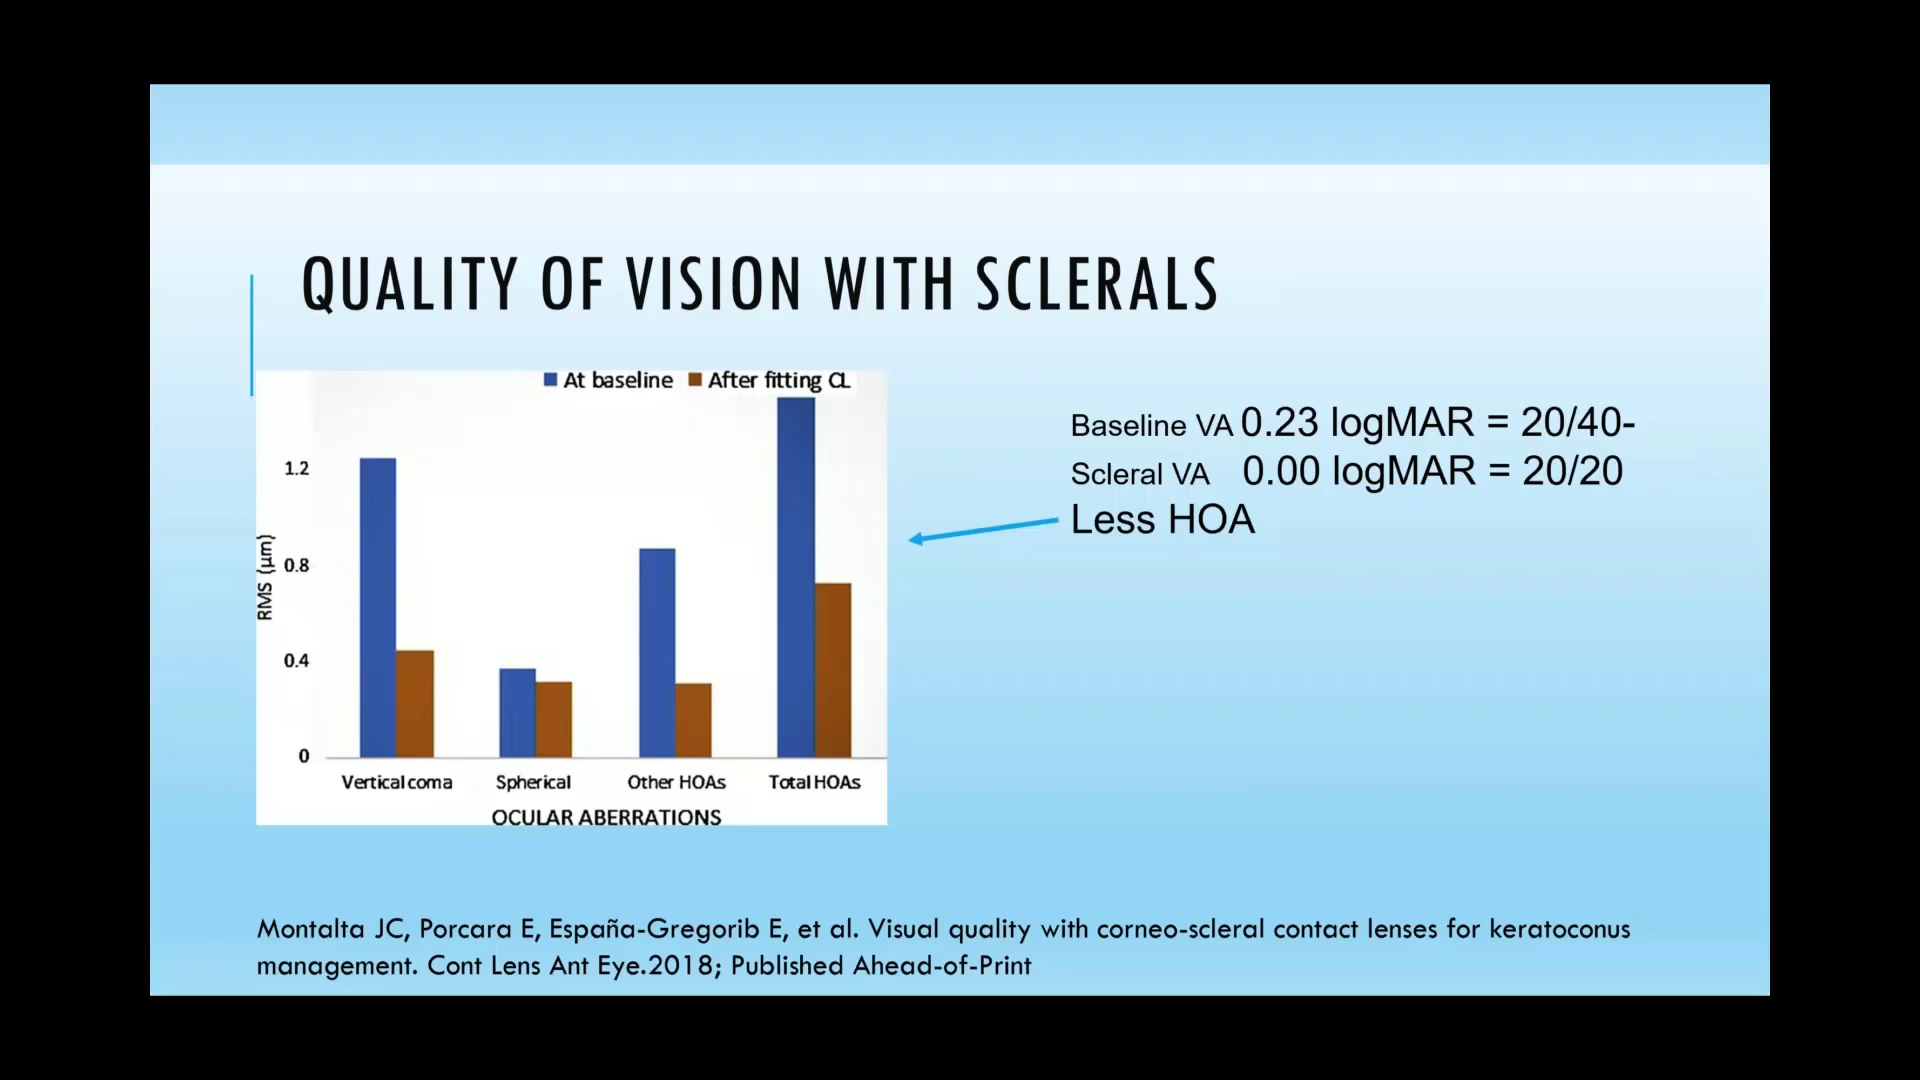 QUALITY OF VISION WITH SCLERALS
At baseline After fitting CL
1.2
0.8
0.4
0
RMS (µm)
Vertical coma Spherical Other HOAs Total HOAs
OCULAR ABERRATIONS
Baseline VA 0.23 logMAR = 20/40-
Scleral VA 0.00 logMAR = 20/20
Less HOA
Montalta JC, Porcara E, España-Gregorib E, et al. Visual quality with corneo-scleral contact lenses for keratoconus
management. Cont Lens Ant Eye.2018; Published Ahead-of-Print